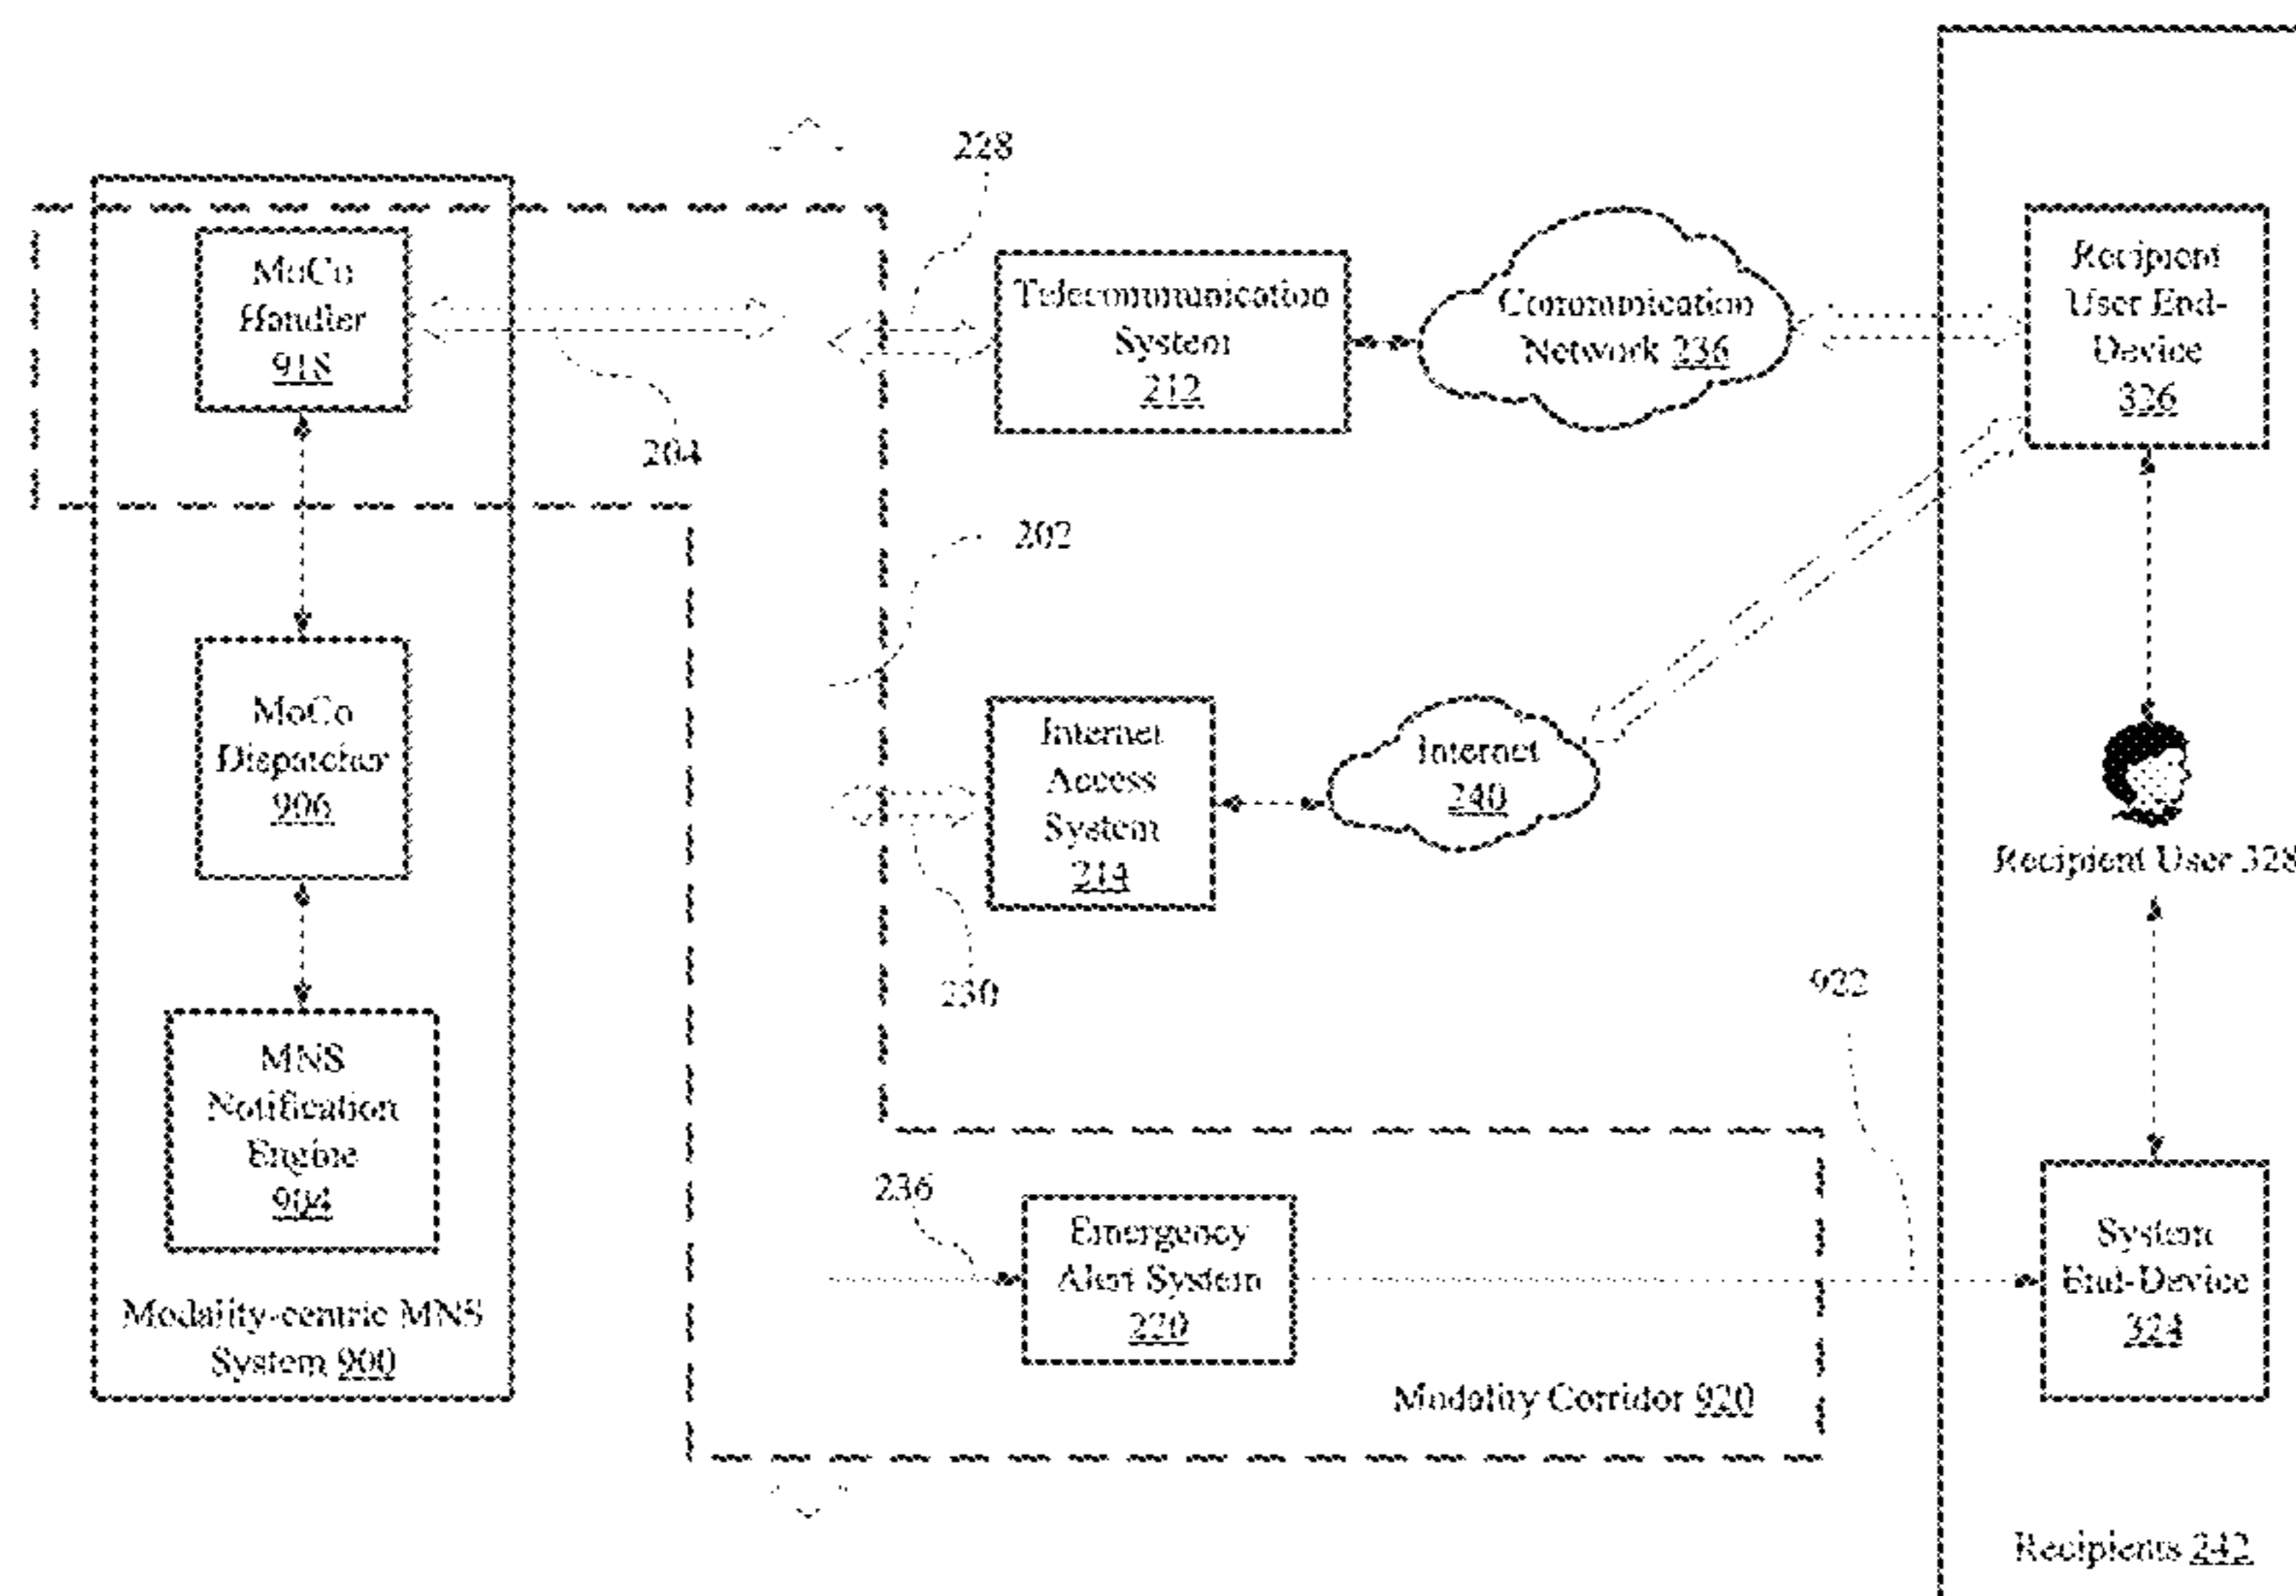 228
MoCo
Handler
918
Telecommunication
System
212
Communication
Network 236
Recipient
User End-
Device
326
204
202
MoCo
Dispatcher
906
Internet
Access
System
214
Internet
240
Recipient User 328
230
922
MNS
Notification
Engine
904
236
Emergency
Alert System
220
System
End-Device
324
Modality-centric MNS
System 900
Modality Corridor 920
Recipients 242